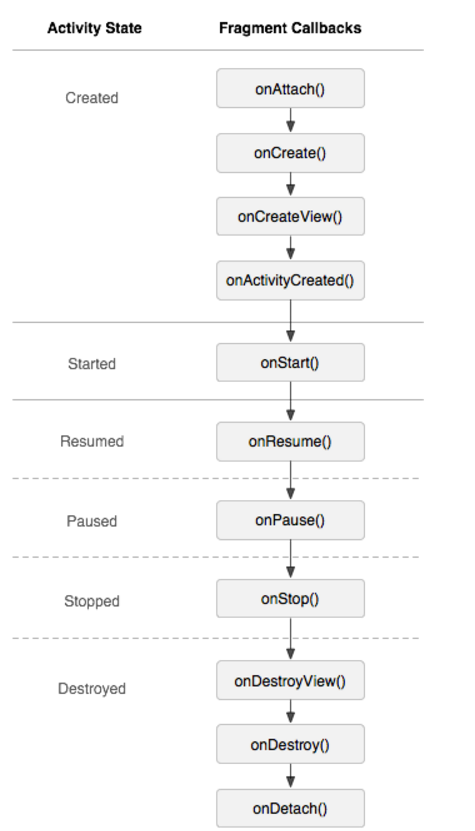 Activity State Fragment Callbacks
Created
onAttach()
onCreate()
onCreateView()
onActivityCreated()
Started
onStart()
Resumed
onResume()
Paused
onPause()
Stopped
onStop()
Destroyed
onDestroyView()
onDestroy()
onDetach()